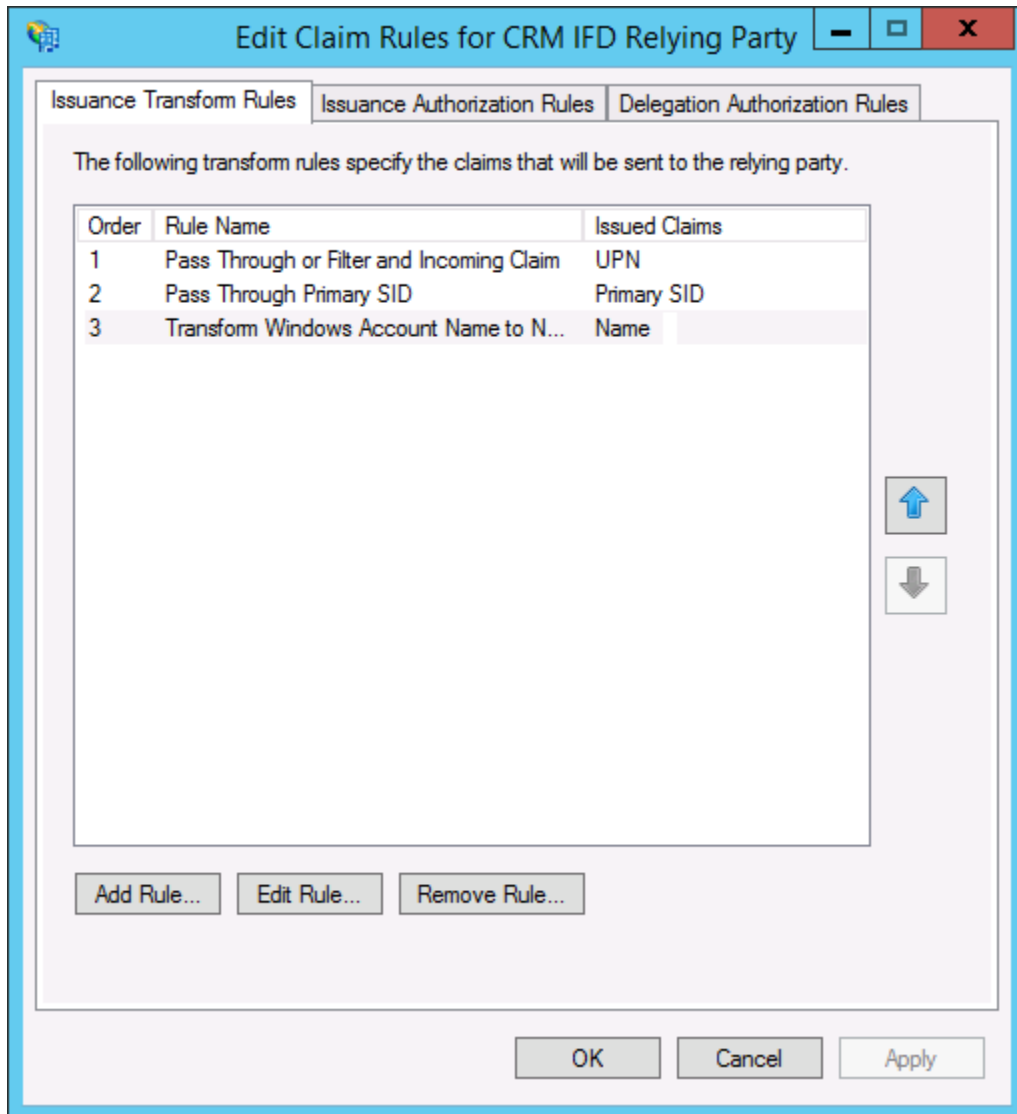 Edit Claim Rules for CRM IFD Relying Party
Issuance Transform Rules Issuance Authorization Rules Delegation Authorization Rules
The following transform rules specify the claims that will be sent to the relying party.
Order Rule Name Issued Claims
1 Pass Through or Filter and Incoming Claim UPN
2 Pass Through Primary SID Primary SID
3 Transform Windows Account Name to N... Name
Add Rule... Edit Rule... Remove Rule...
OK Cancel Apply